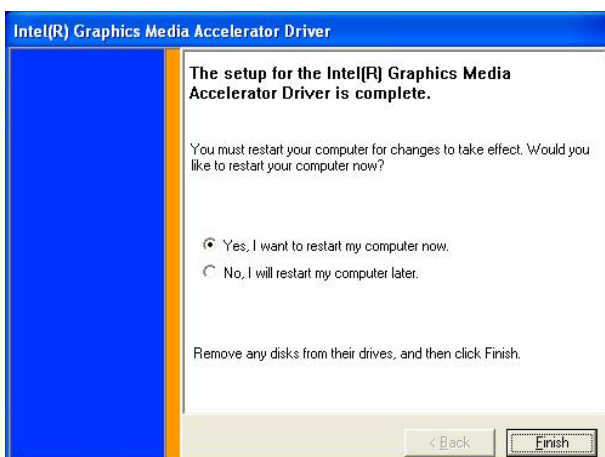 Intel(R) Graphics Media Accelerator Driver
The setup for the Intel(R) Graphics Media
Accelerator Driver is complete.
You must restart your computer for changes to take effect. Would you
like to restart your computer now?
Yes, I want to restart my computer now.
No, I will restart my computer later.
Remove any disks from their drives, and then click Finish.
< Back
Finish